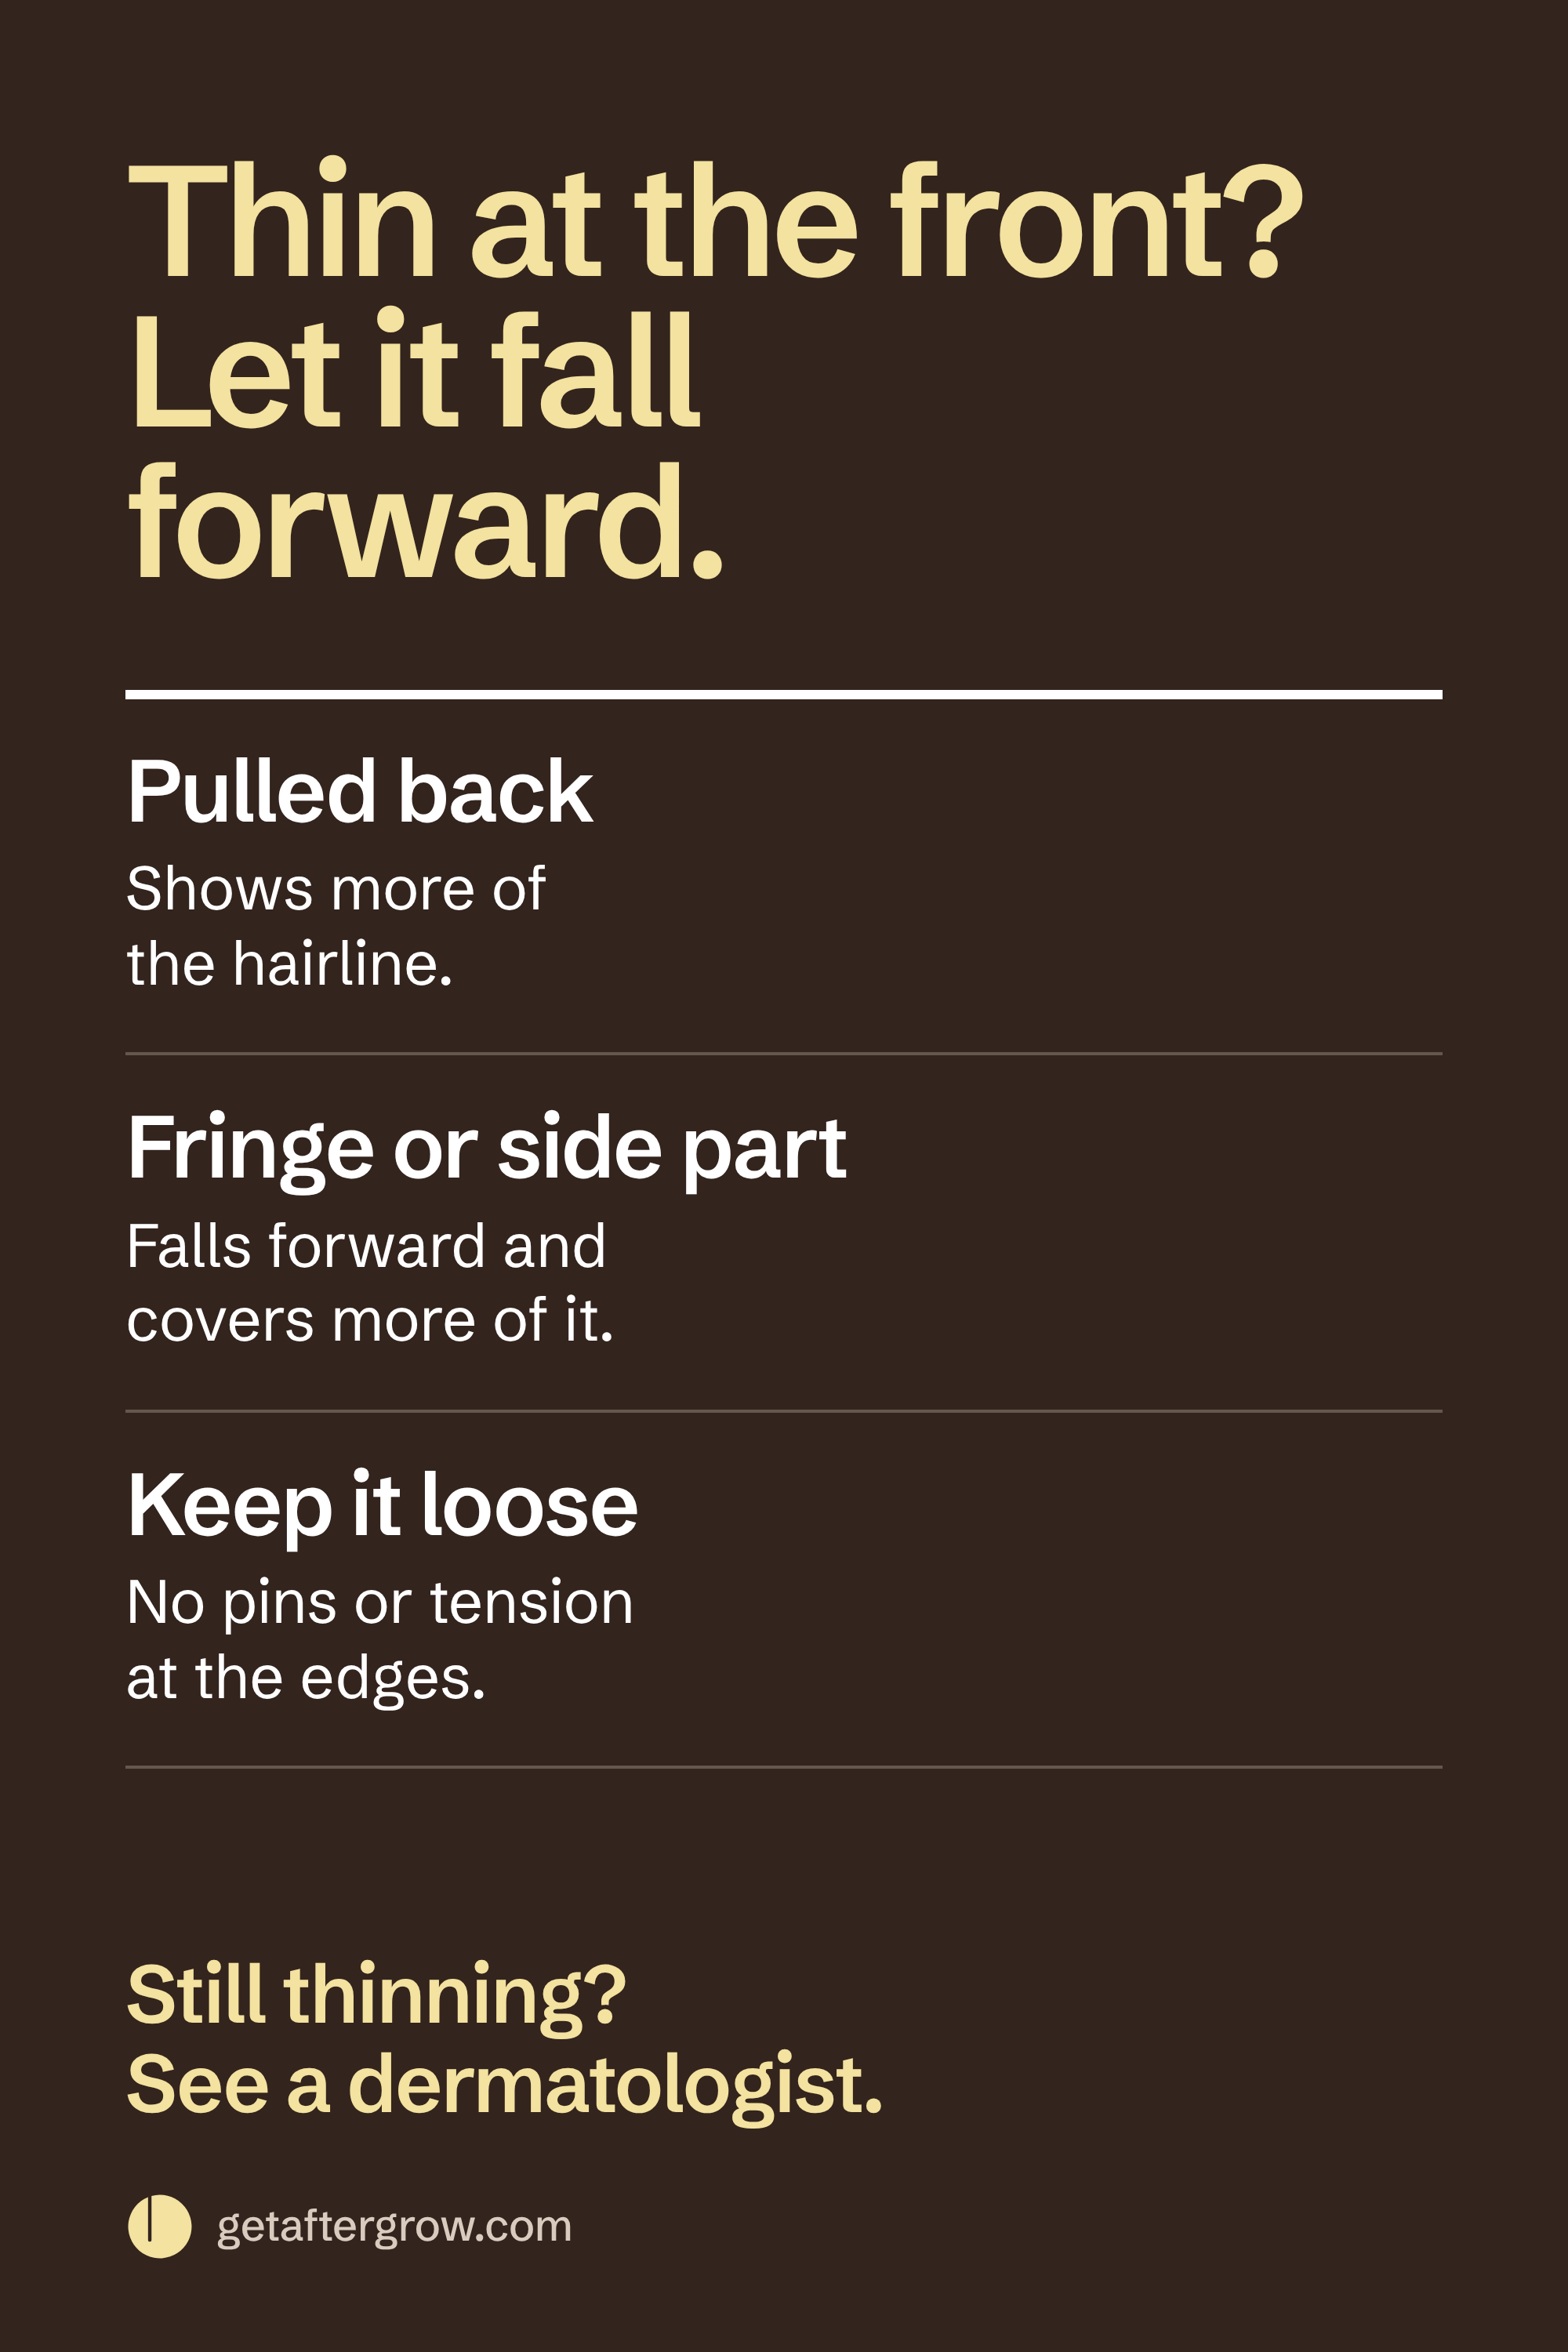 Thin at the front?
Let it fall
forward.
Pulled back
Shows more of
the hairline.
Fringe or side part
Falls forward and
covers more of it.
Keep it loose
No pins or tension
at the edges.
Still thinning?
See a dermatologist.
getaftergrow.com